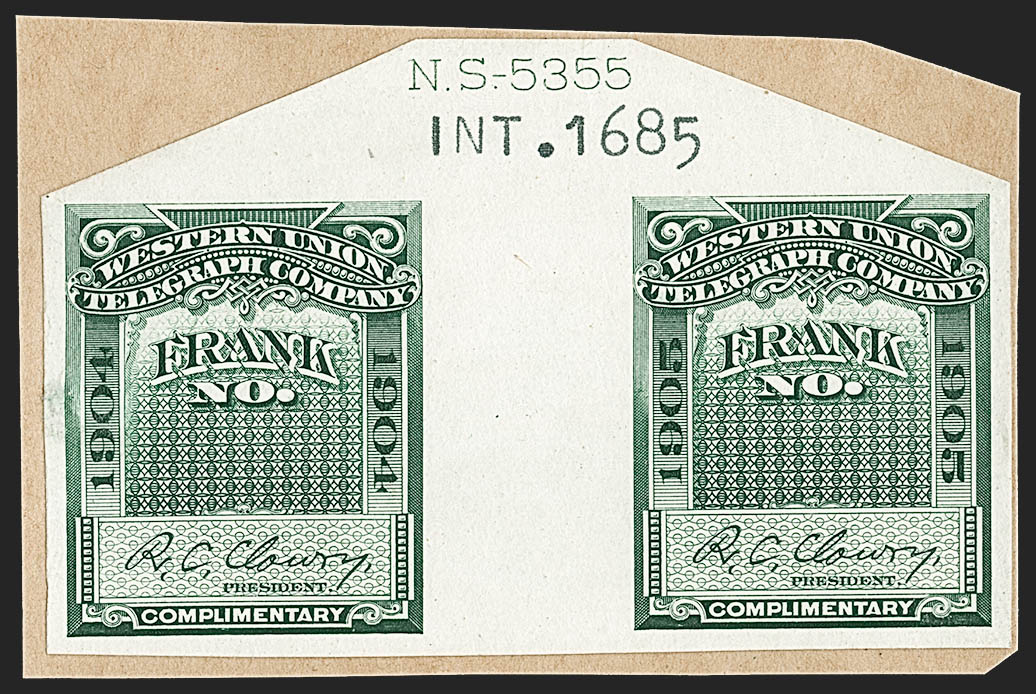 N.S.-5355
INT.1685
WESTERN UNION
TELEGRAPH COMPANY
FRANK
NO.
1904
1904
R. C. Clowry,
PRESIDENT.
COMPLIMENTARY
WESTERN UNION
TELEGRAPH COMPANY
FRANK
NO.
1905
1905
R. C. Clowry,
PRESIDENT.
COMPLIMENTARY